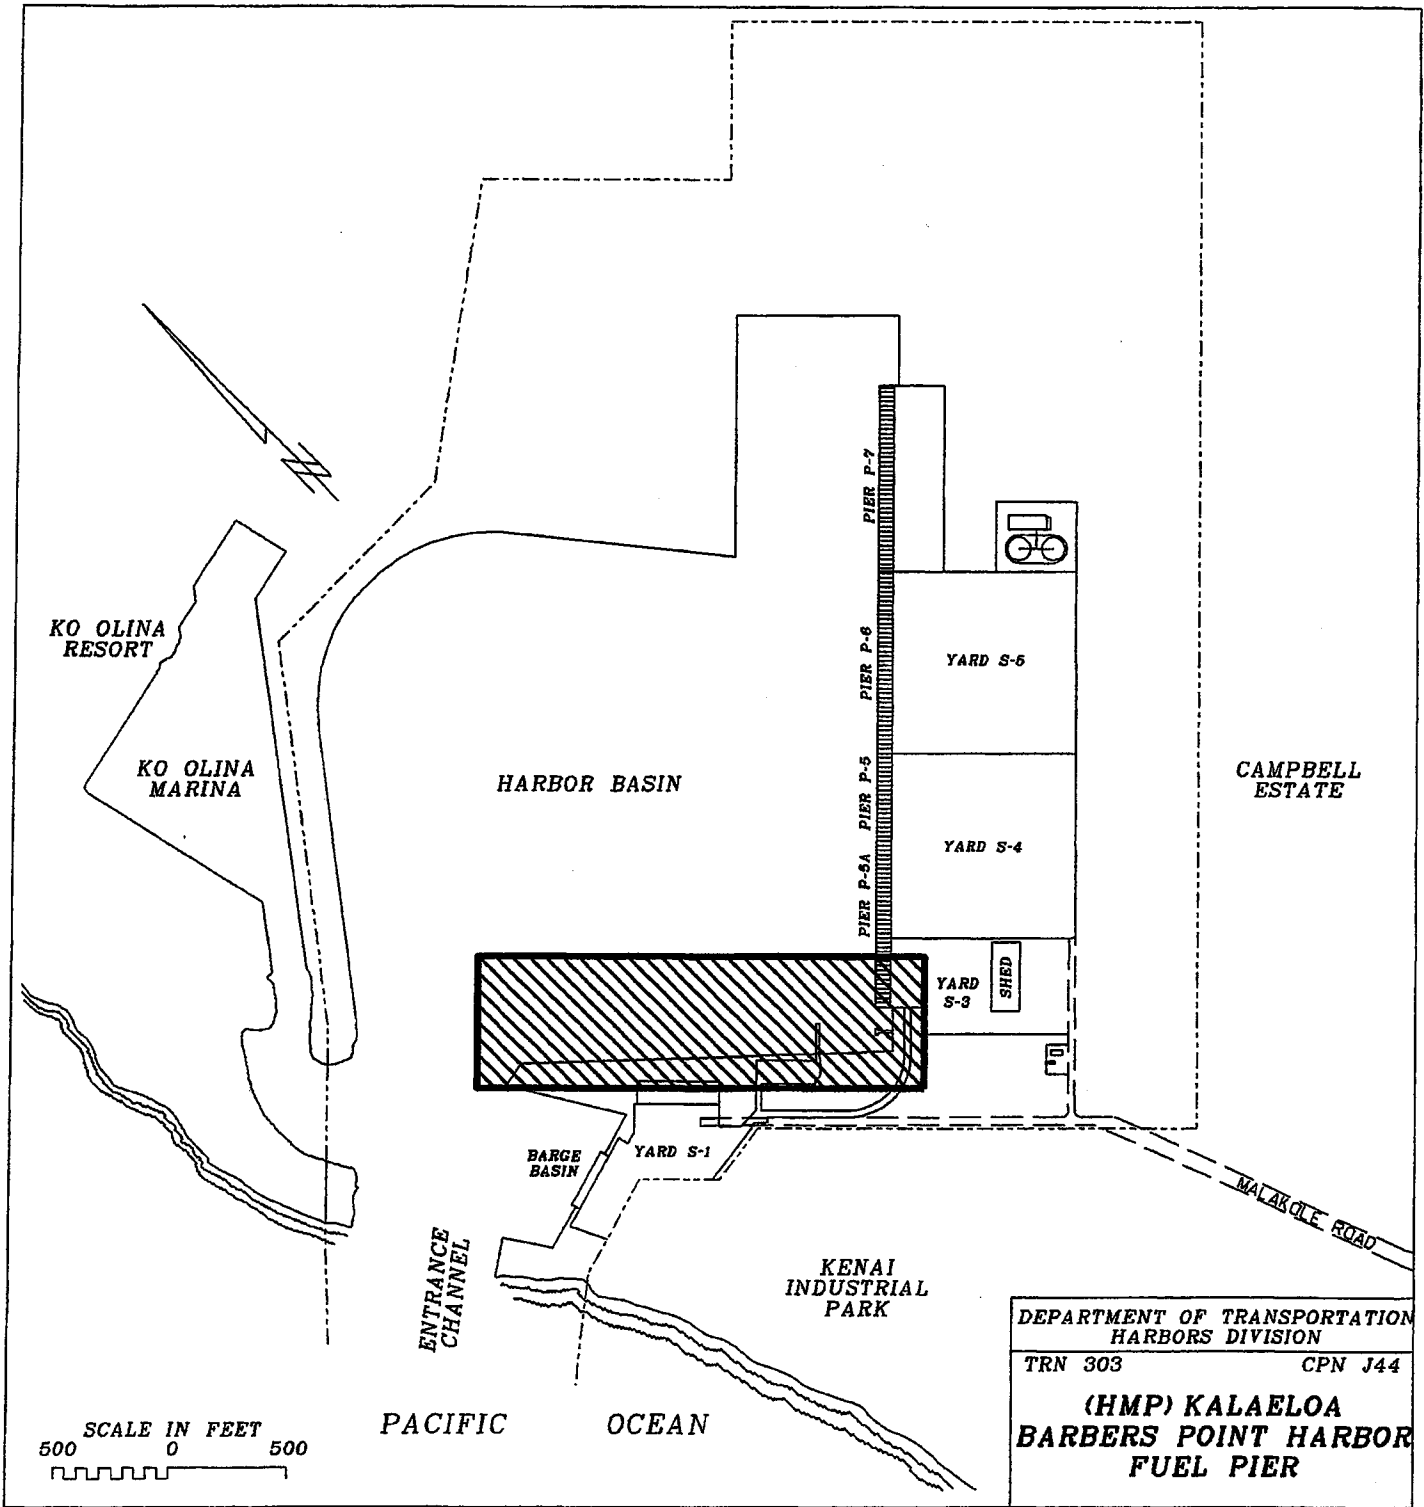 PIER P-7
KO OLINA
RESORT
PIER P-6
YARD S-5
KO OLINA
MARINA
HARBOR BASIN
PIER P-5
CAMPBELL
ESTATE
YARD S-4
PIER P-5A
YARD
S-3
SHED
BARGE
BASIN
YARD S-1
MALAKOLE ROAD
ENTRANCE
CHANNEL
KENAI
INDUSTRIAL
PARK
DEPARTMENT OF TRANSPORTATION
HARBORS DIVISION
TRN 303 CPN J44
(HMP) KALAELOA
BARBERS POINT HARBOR
FUEL PIER
PACIFIC OCEAN
SCALE IN FEET
500 0 500